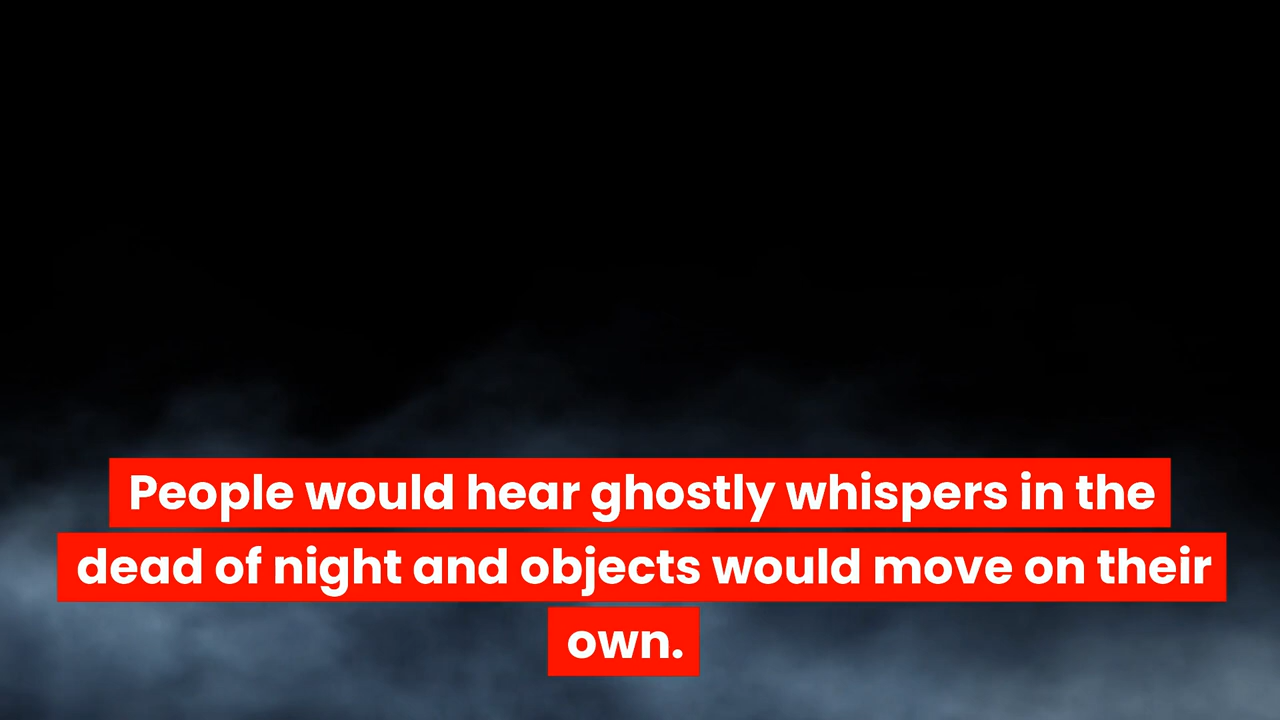 People would hear ghostly whispers in the
dead of night and objects would move on their
own.